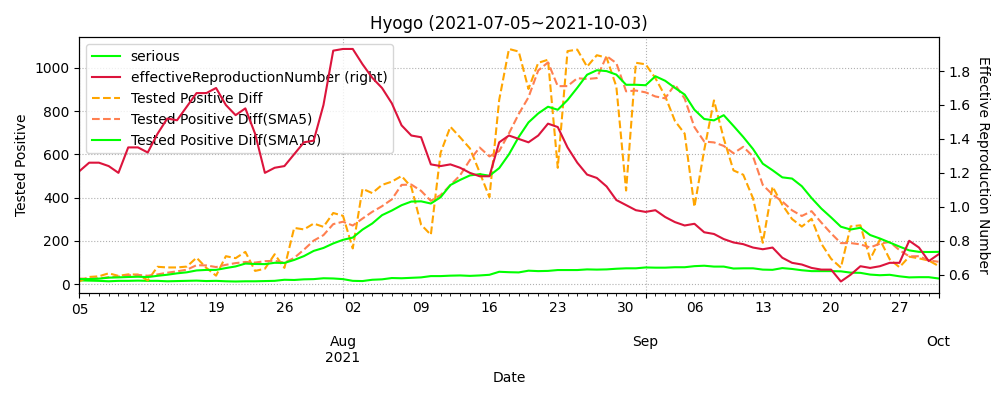 Hyogo (2021-07-05~2021-10-03)
serious
effectiveReproductionNumber (right)
Tested Positive Diff
Tested Positive Diff(SMA5)
Tested Positive Diff(SMA10)
Tested Positive
1000
800
600
400
200
0
1.8
1.6
1.4
1.2
1.0
0.8
0.6
Effective Reproduction Number
05 12 19 26 02 09 16 23 30 06 13 20 27
Aug Sep Oct
2021
Date